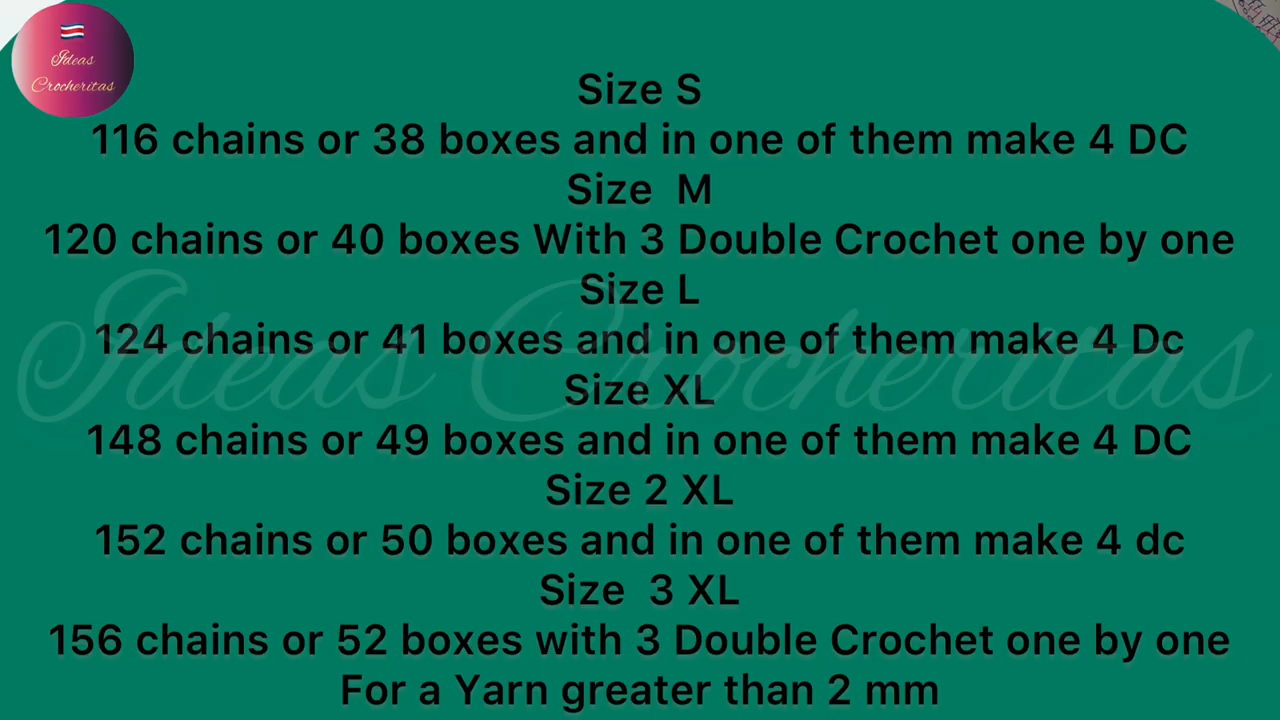 Ideas
Crocheritas
Size S
116 chains or 38 boxes and in one of them make 4 DC
Size M
120 chains or 40 boxes With 3 Double Crochet one by one
Size L
124 chains or 41 boxes and in one of them make 4 Dc
Ideas Crocheritas
Size XL
148 chains or 49 boxes and in one of them make 4 DC
Size 2 XL
152 chains or 50 boxes and in one of them make 4 dc
Size 3 XL
156 chains or 52 boxes with 3 Double Crochet one by one
For a Yarn greater than 2 mm